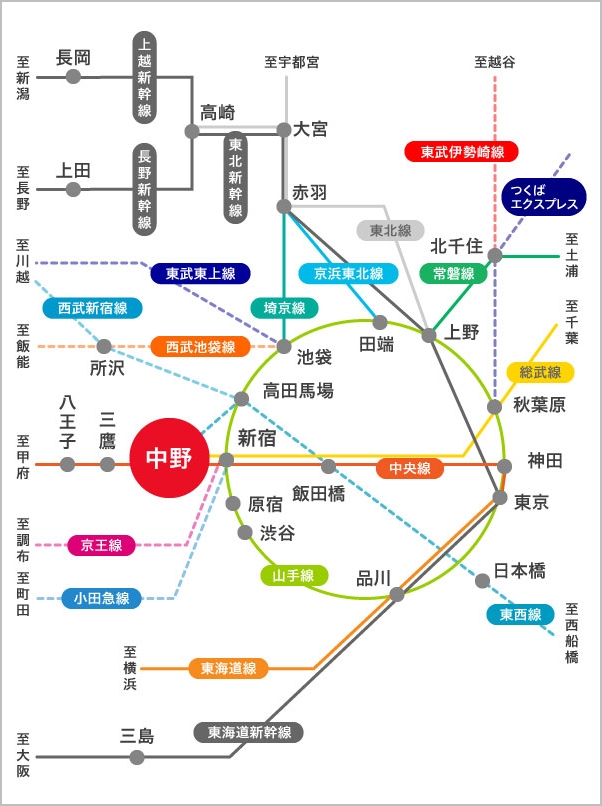 至宇都宮
至越谷
長岡
至新潟
上越新幹線
高崎
大宮
東武伊勢崎線
上田
至長野
長野新幹線
東北新幹線
赤羽
つくば
エクスプレス
東北線
北千住
至土浦
至川越
東武東上線
京浜東北線
常磐線
西武新宿線
埼京線
至千葉
至飯能
西武池袋線
所沢
池袋
田端
上野
総武線
高田馬場
秋葉原
八王子
三鷹
新宿
中野
至甲府
中央線
神田
飯田橋
原宿
東京
渋谷
至調布
京王線
山手線
品川
日本橋
至町田
小田急線
東西線
至西船橋
至横浜
東海道線
三島
東海道新幹線
至大阪